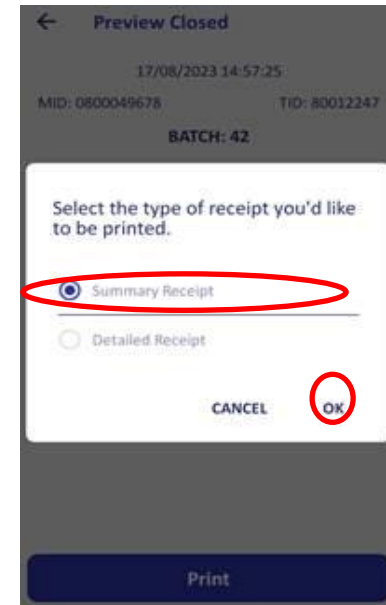 Preview Closed
17/08/2023 14:57:25
MID: 0800049678 TID: 80012247
BATCH: 42
Select the type of receipt you'd like
to be printed.
Summary Receipt
Detailed Receipt
CANCEL OK
Print